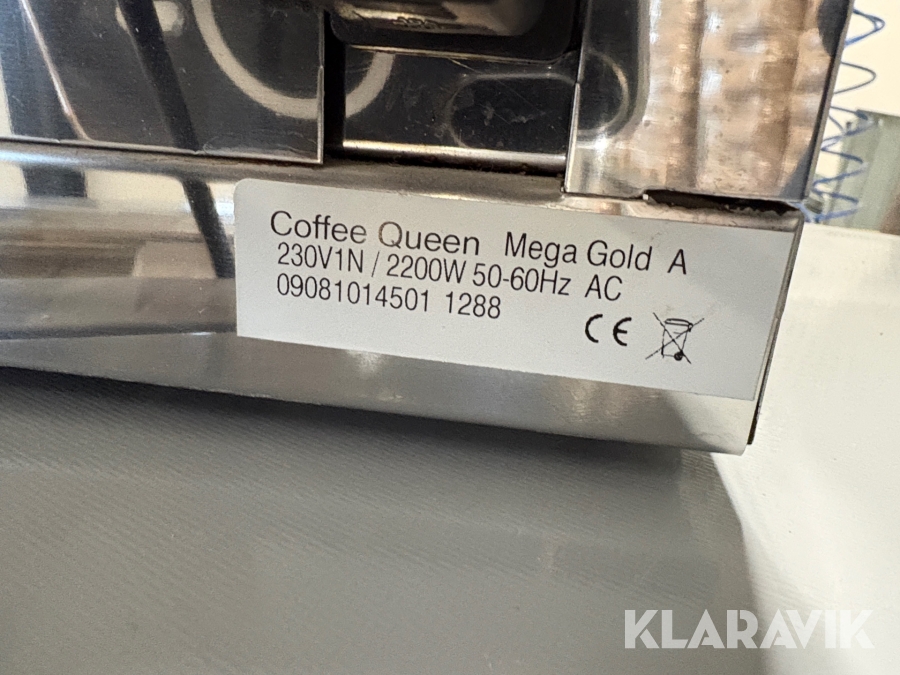 Coffee Queen Mega Gold A
230V1N / 2200W 50-60Hz AC
09081014501 1288
CE
KLARAVIK